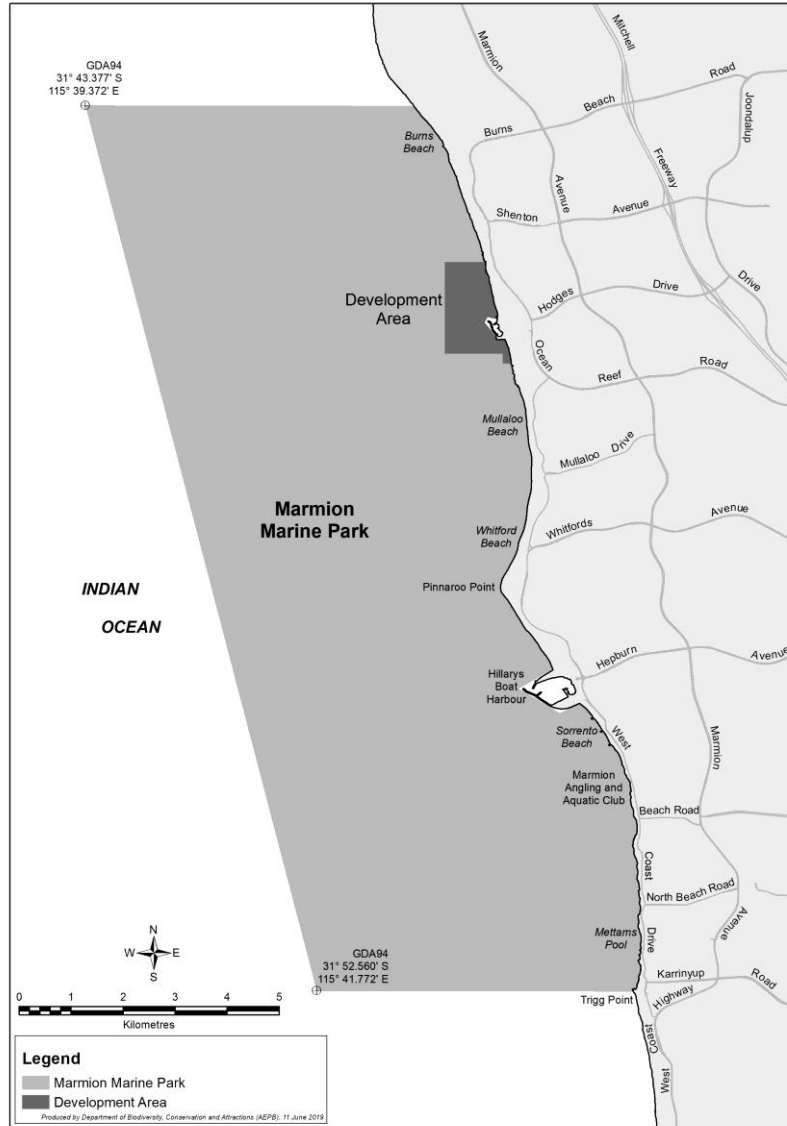 GDA94
31° 43.377' S
115° 39.372' E
Marmion
Mitchell
Road
Beach
Burns
Joondalup
Burns
Beach
Freeway
Avenue
Shenton
Avenue
Drive
Development
Area
Hodges
Drive
Ocean
Reef
Road
Mullaloo
Beach
Mullaloo
Drive
Marmion
Marine Park
Whitford
Beach
Whitfords
Avenue
Pinnaroo Point
INDIAN
OCEAN
Hepburn
Avenue
Hillarys
Boat
Harbour
West
Sorrento
Beach
Marmion
Marmion
Angling and
Aquatic Club
Beach Road
Coast
North Beach Road
Avenue
Mettams
Pool
Drive
N
W
E
S
GDA94
31° 52.560' S
115° 41.772' E
Karrinyup
Road
Trigg Point
Highway
Coast
West
0
1
2
3
4
5
Kilometres
Legend
Marmion Marine Park
Development Area
Produced by Department of Biodiversity, Conservation and Attractions (AEPB), 11 June 2019